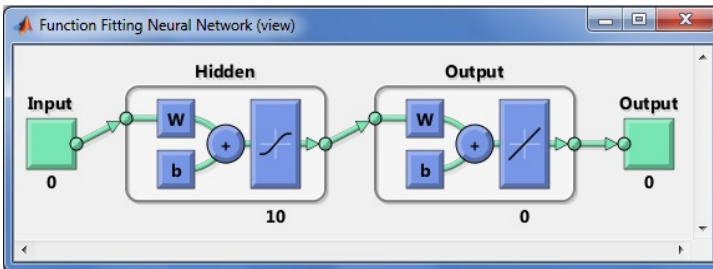 Function Fitting Neural Network (view)
Hidden
Output
Input
Output
W
+
b
W
+
b
0
0
10
0